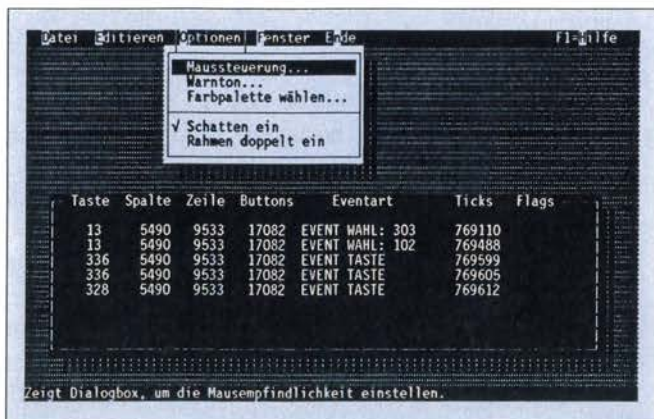 Datei Editieren Optionen Fenster Ende F1=Hilfe
Maussteuerung...
Warnton...
Farbpalette wählen...
√ Schatten ein
Rahmen doppelt ein
Taste Spalte Zeile Buttons Eventart Ticks Flags
13 5490 9533 17082 EVENT WAHL: 303 769110
13 5490 9533 17082 EVENT WAHL: 102 769488
336 5490 9533 17082 EVENT TASTE 769599
336 5490 9533 17082 EVENT TASTE 769605
328 5490 9533 17082 EVENT TASTE 769612
Zeigt Dialogbox, um die Mausempfindlichkeit einstellen.